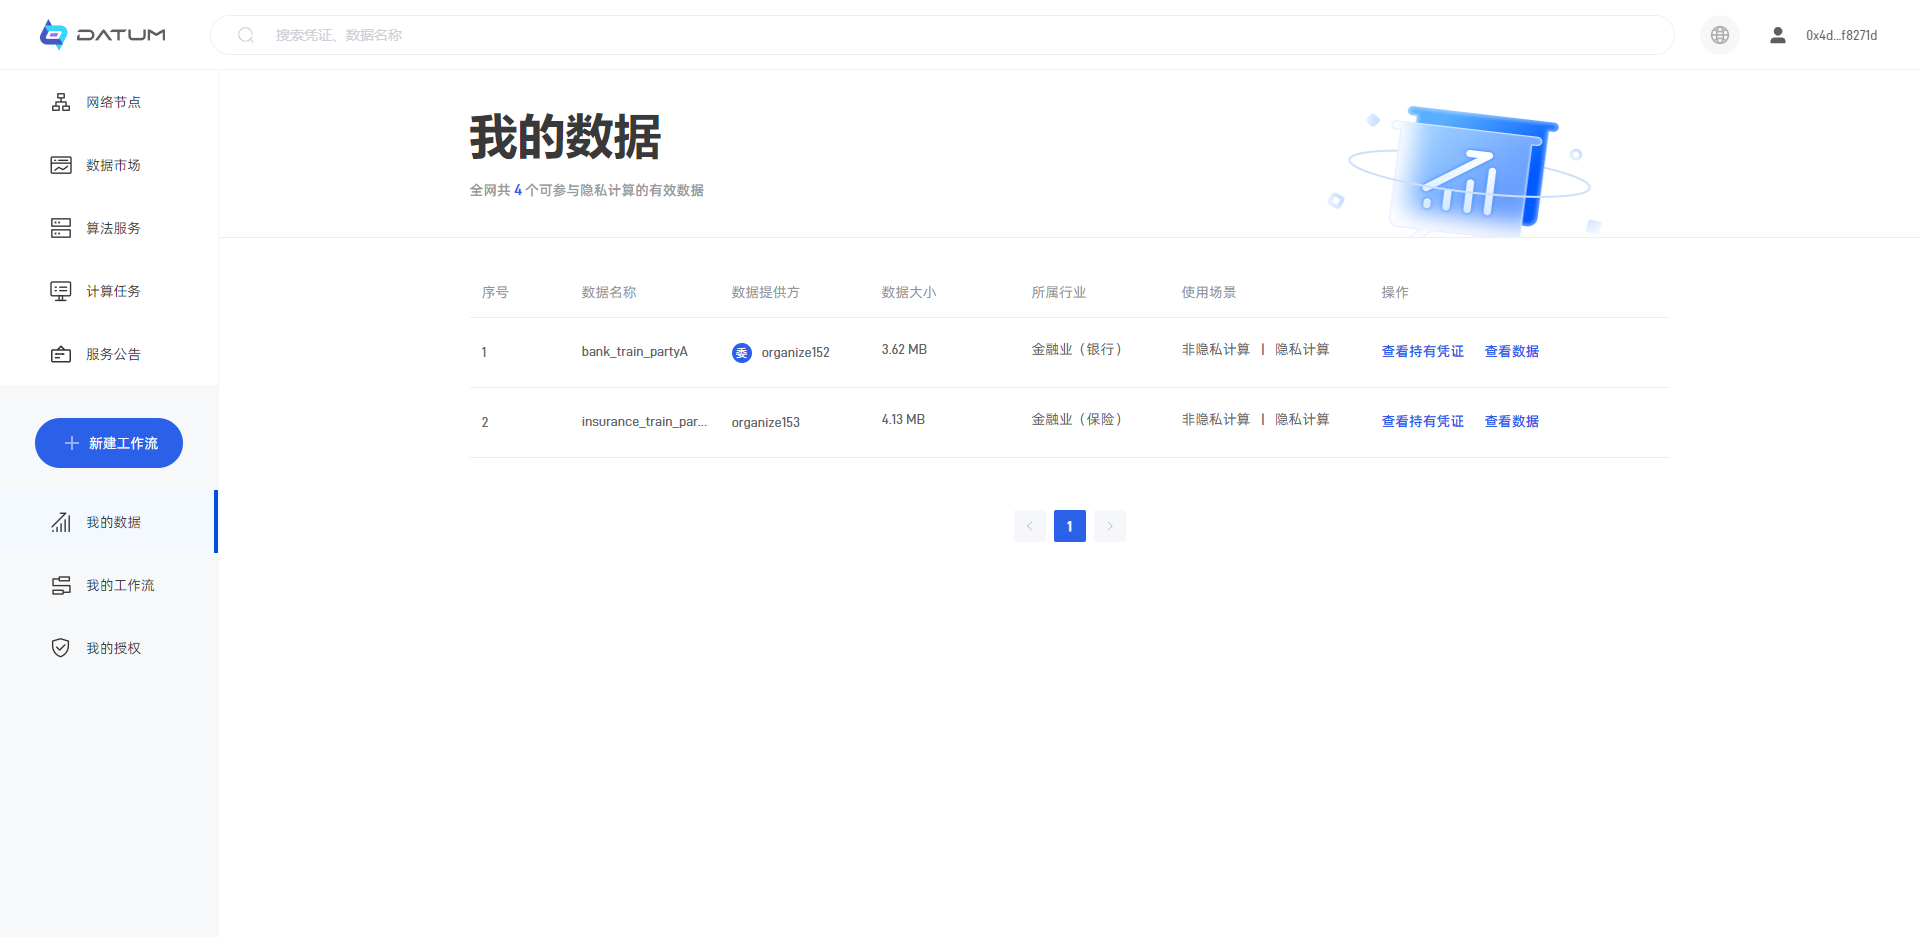 DATUM
搜索凭证、数据名称
0x4d...f8271d
网络节点
数据市场
算法服务
计算任务
服务公告
新建工作流
我的数据
我的工作流
我的授权
我的数据
全网共 4 个可参与隐私计算的有效数据
序号 数据名称 数据提供方 数据大小 所属行业 使用场景 操作
1 bank_train_partyA 委 organize152 3.62 MB 金融业（银行） 非隐私计算 | 隐私计算 查看持有凭证 查看数据
2 insurance_train_par... organize153 4.13 MB 金融业（保险） 非隐私计算 | 隐私计算 查看持有凭证 查看数据
1